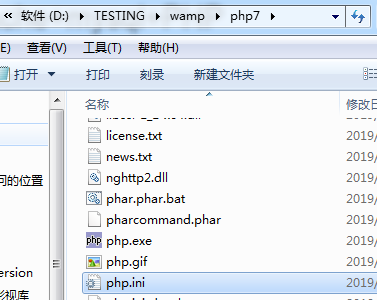 « 软件 (D:) ▸ TESTING ▸ wamp ▸ php7 ▸
(E) 查看(V) 工具(T) 帮助(H)
打开 打印 刻录 新建文件夹
名称 修改日
license.txt 2019/
news.txt 2019/
nghttp2.dll 2019/
问的位置
phar.phar.bat 2019/
pharcommand.phar 2019/
php php.exe 2019/
php.gif 2019/
ersion
php.ini 2019/
视库